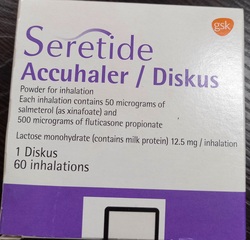 gsk
Seretide
Accuhaler / Diskus
Powder for inhalation
Each inhalation contains 50 micrograms of
salmeterol (as xinafoate) and
500 micrograms of fluticasone propionate
Lactose monohydrate (contains milk protein) 12.5 mg / inhalation
1 Diskus
60 inhalations